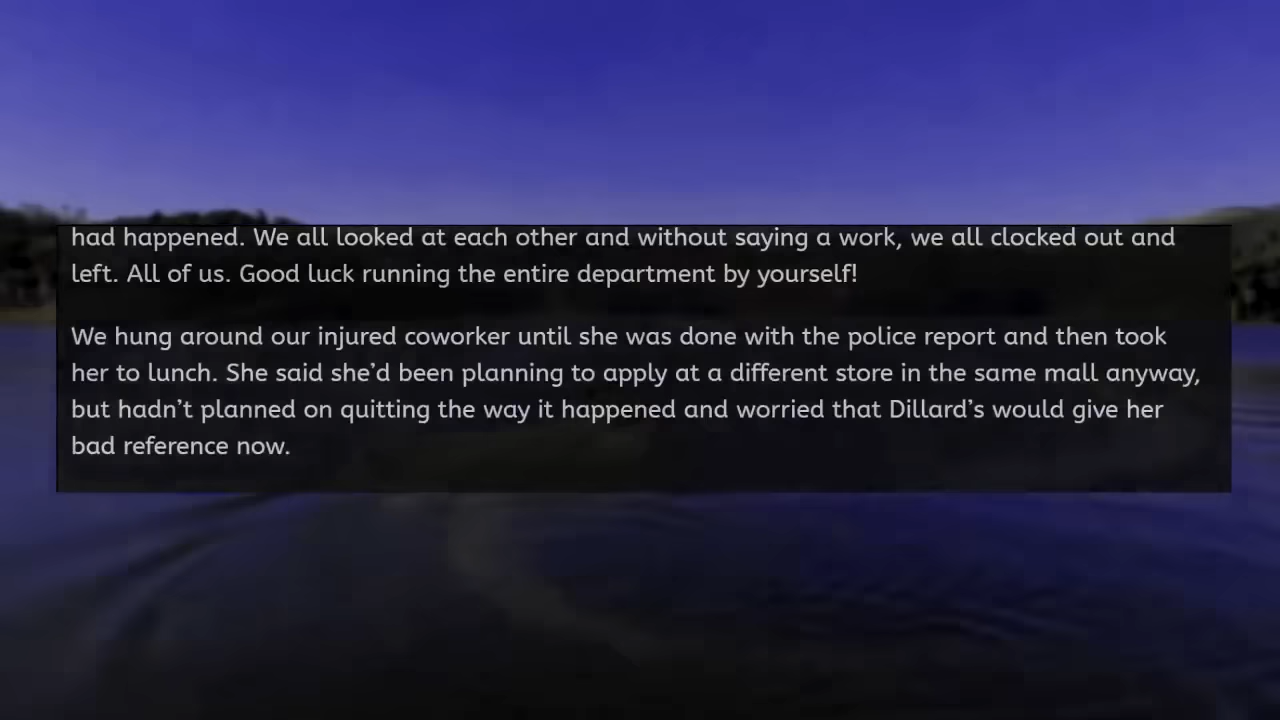 had happened. We all looked at each other and without saying a work, we all clocked out and
left. All of us. Good luck running the entire department by yourself!
We hung around our injured coworker until she was done with the police report and then took
her to lunch. She said she’d been planning to apply at a different store in the same mall anyway,
but hadn’t planned on quitting the way it happened and worried that Dillard’s would give her
bad reference now.